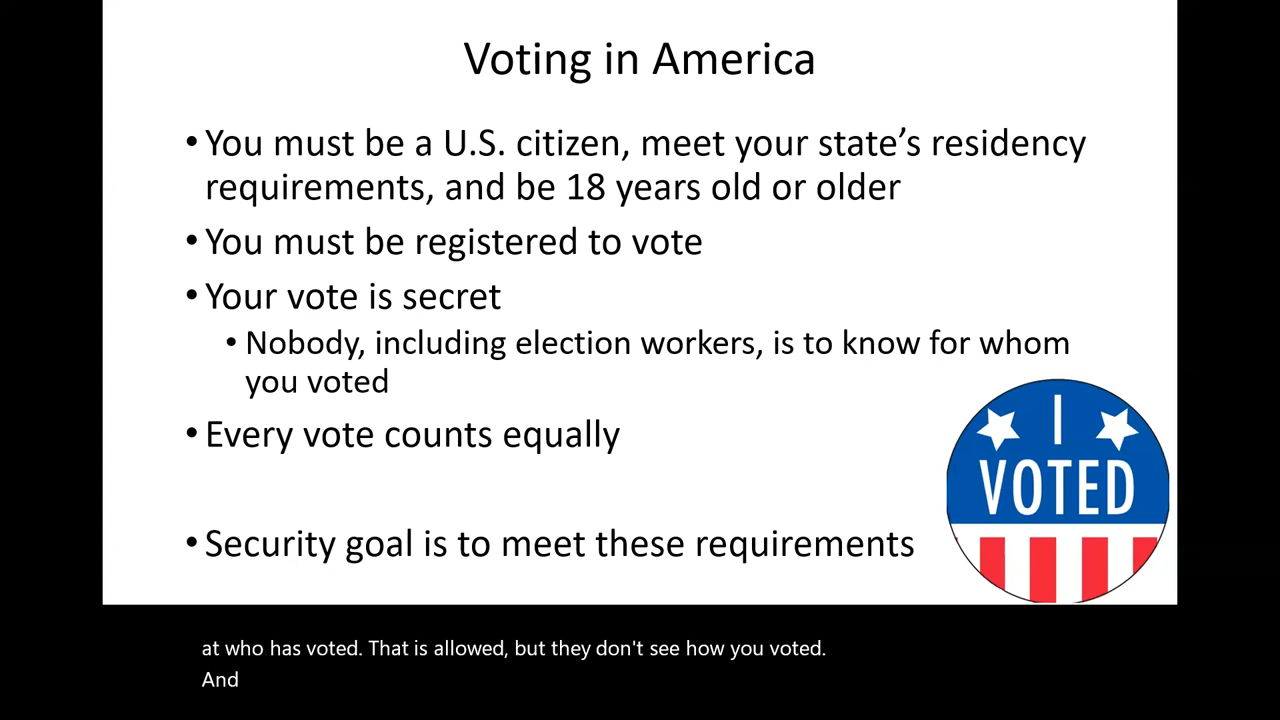 Voting in America
• You must be a U.S. citizen, meet your state’s residency
requirements, and be 18 years old or older
• You must be registered to vote
• Your vote is secret
• Nobody, including election workers, is to know for whom
you voted
• Every vote counts equally
I
VOTED
• Security goal is to meet these requirements
at who has voted. That is allowed, but they don't see how you voted.
And